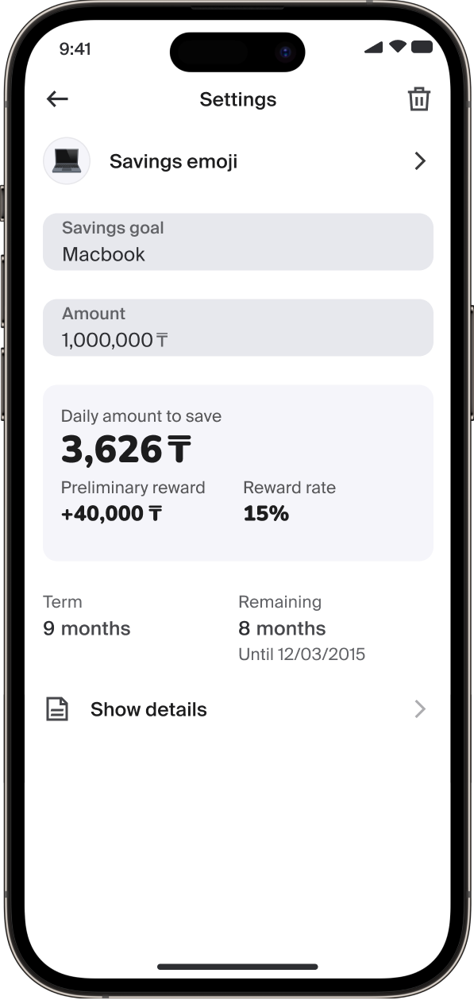 9:41
Settings
Savings emoji
Savings goal
Macbook
Amount
1,000,000 ₸
Daily amount to save
3,626 ₸
Preliminary reward
Reward rate
+40,000 ₸
15%
Term
Remaining
9 months
8 months
Until 12/03/2015
Show details